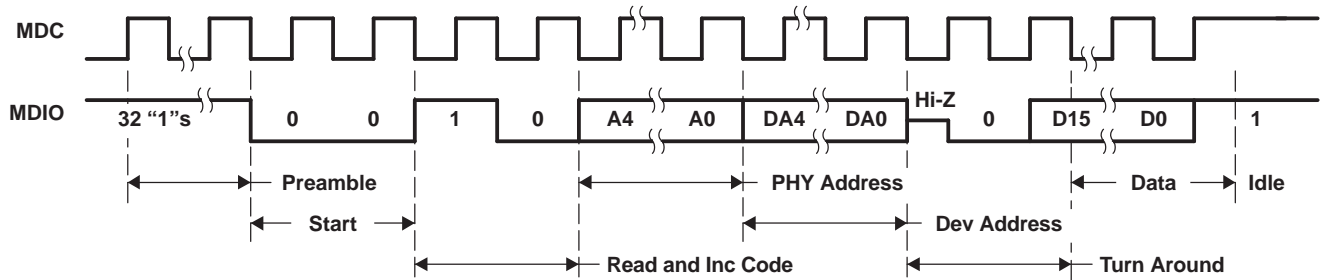 MDC
MDIO
32 “1”s 0 0 1 0 A4 A0 DA4 DA0 Hi-Z 0 D15 D0 1
Preamble PHY Address Data Idle
Start Dev Address
Read and Inc Code Turn Around